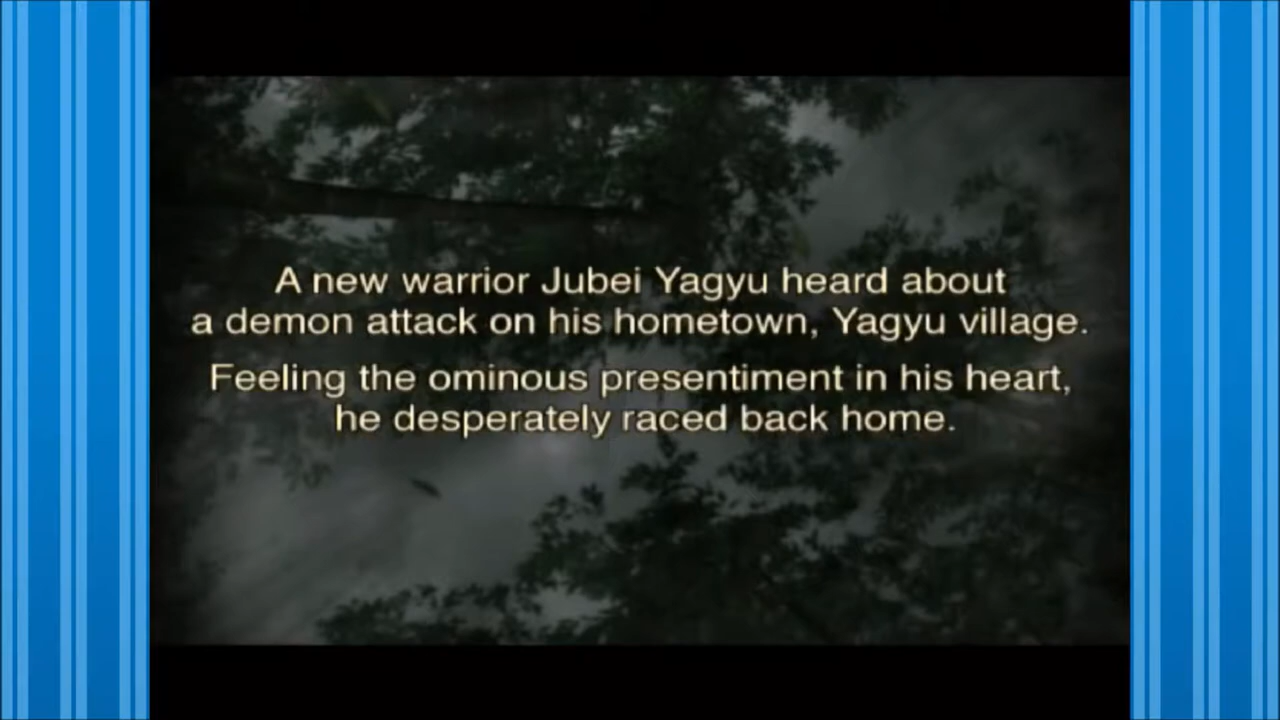 A new warrior Jubei Yagyu heard about
a demon attack on his hometown, Yagyu village.
Feeling the ominous presentiment in his heart,
he desperately raced back home.